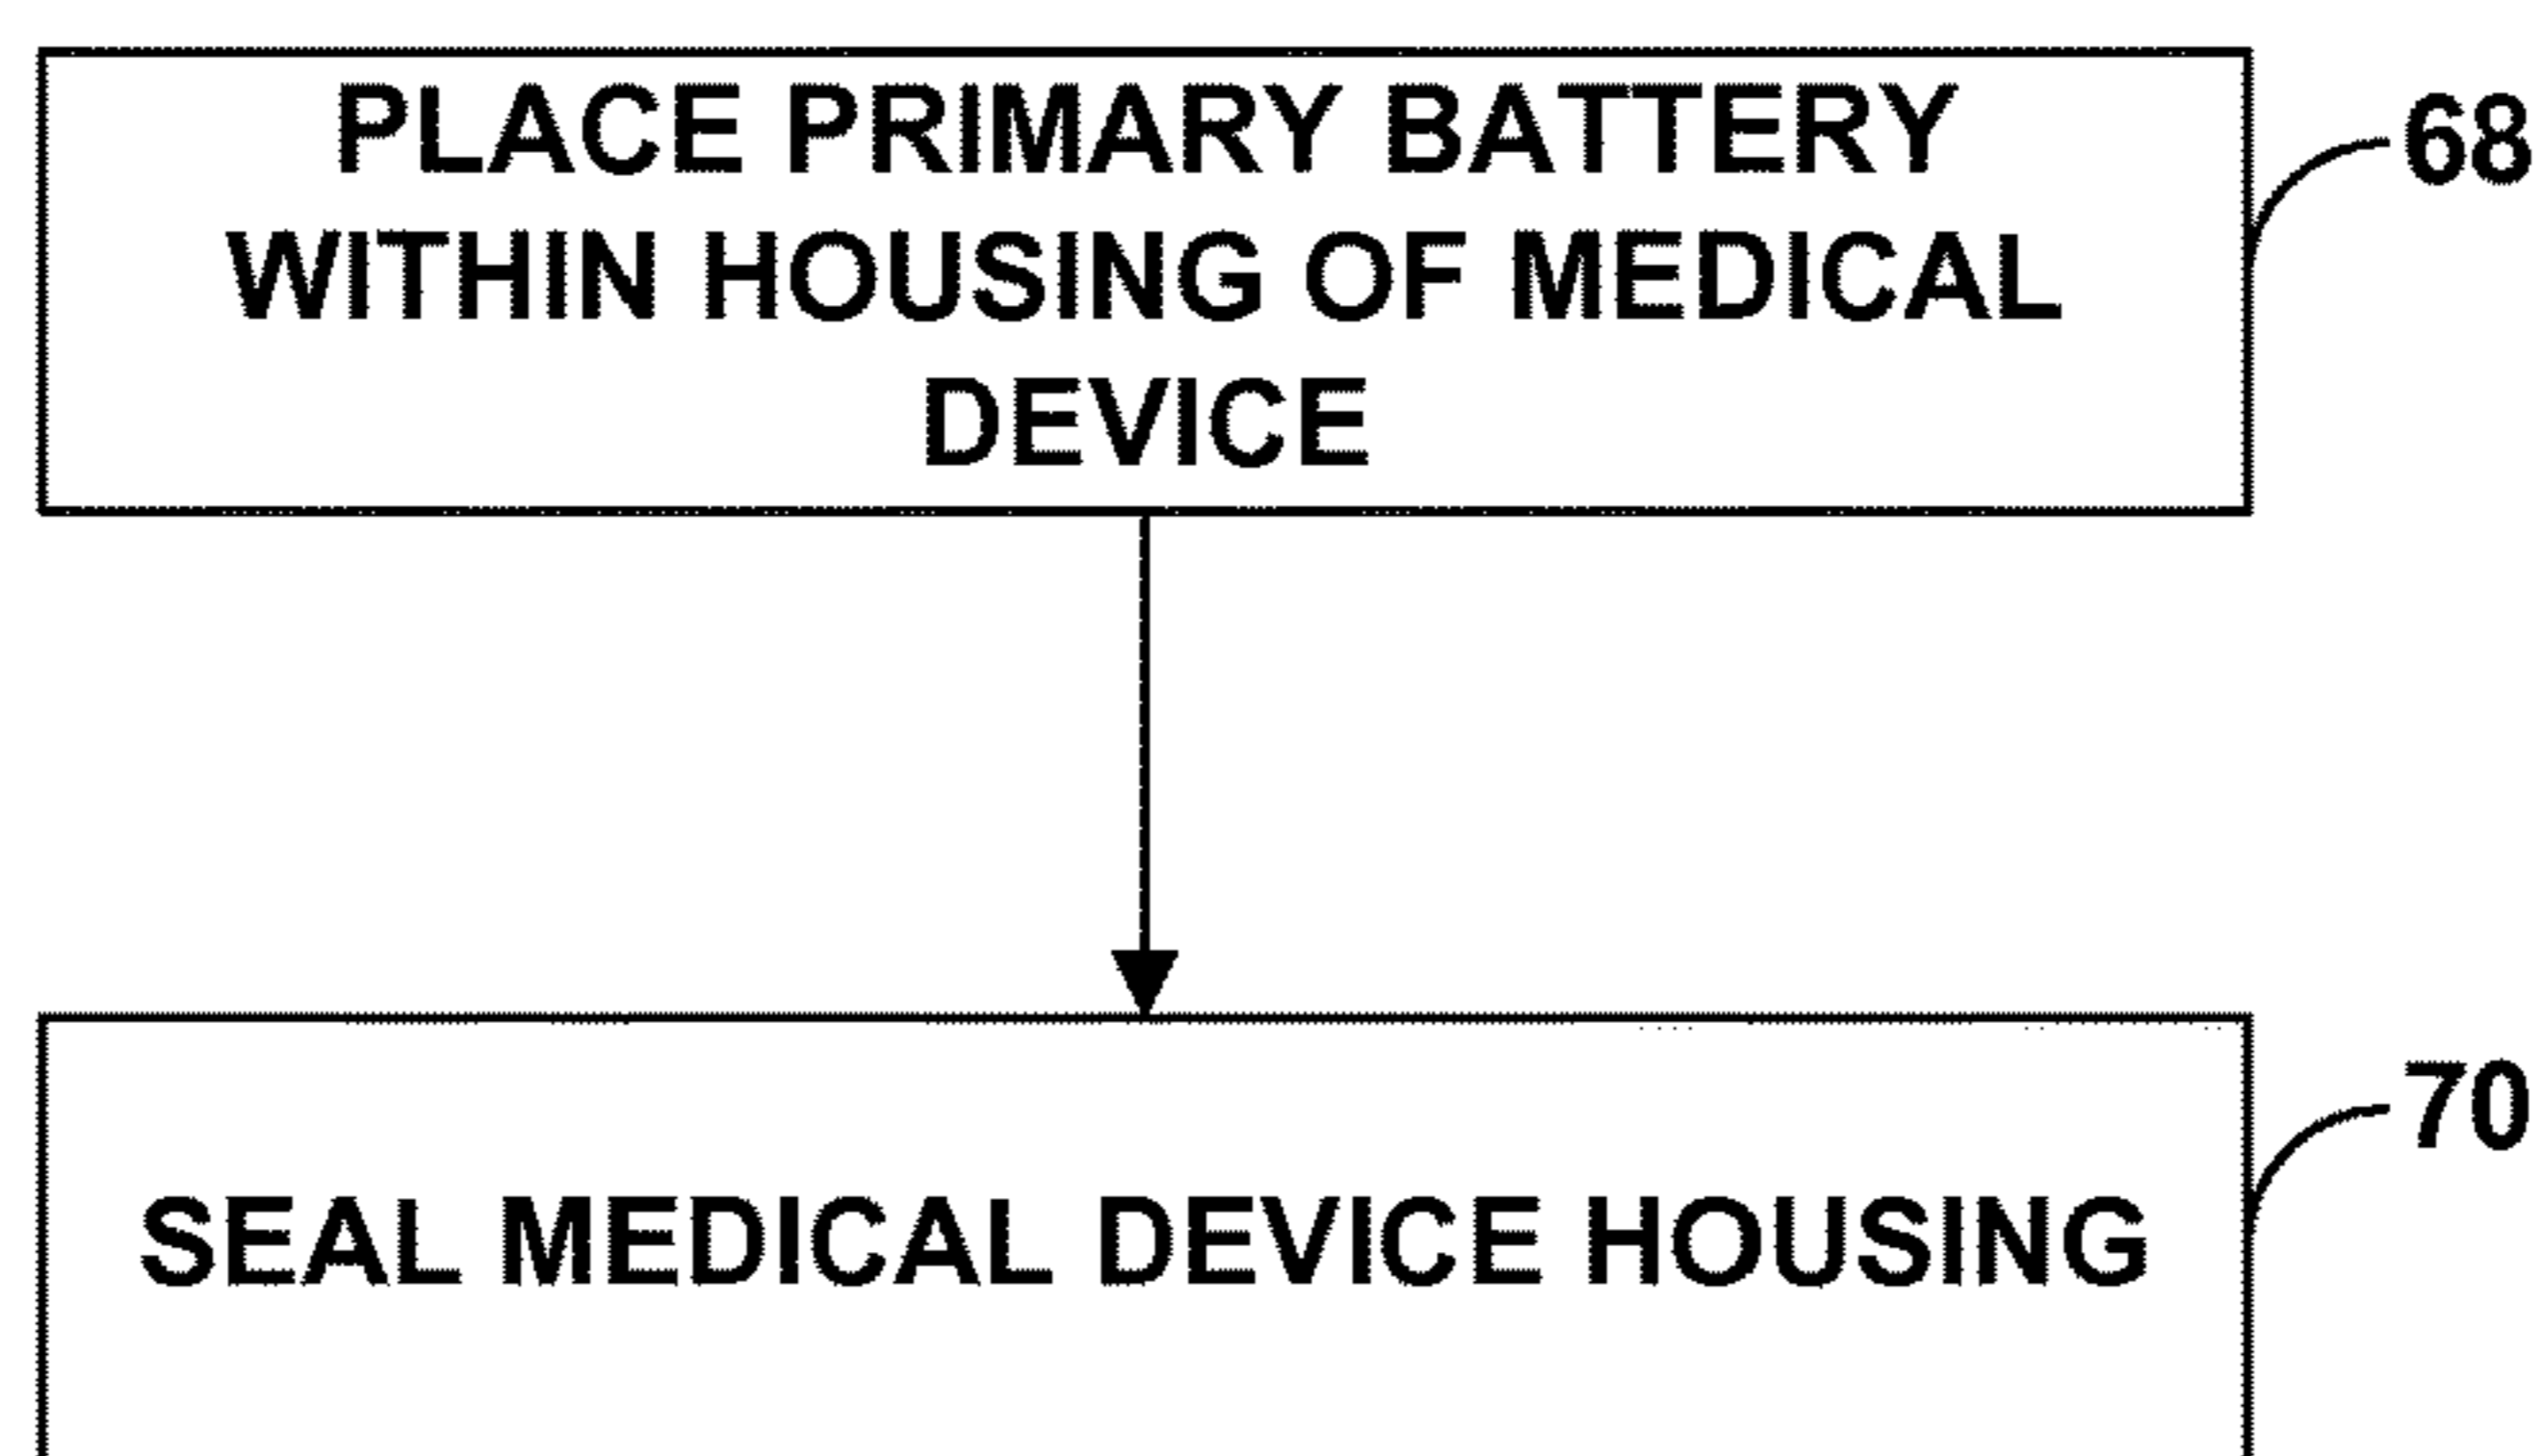 PLACE PRIMARY BATTERY
WITHIN HOUSING OF MEDICAL
DEVICE
68
SEAL MEDICAL DEVICE HOUSING
70